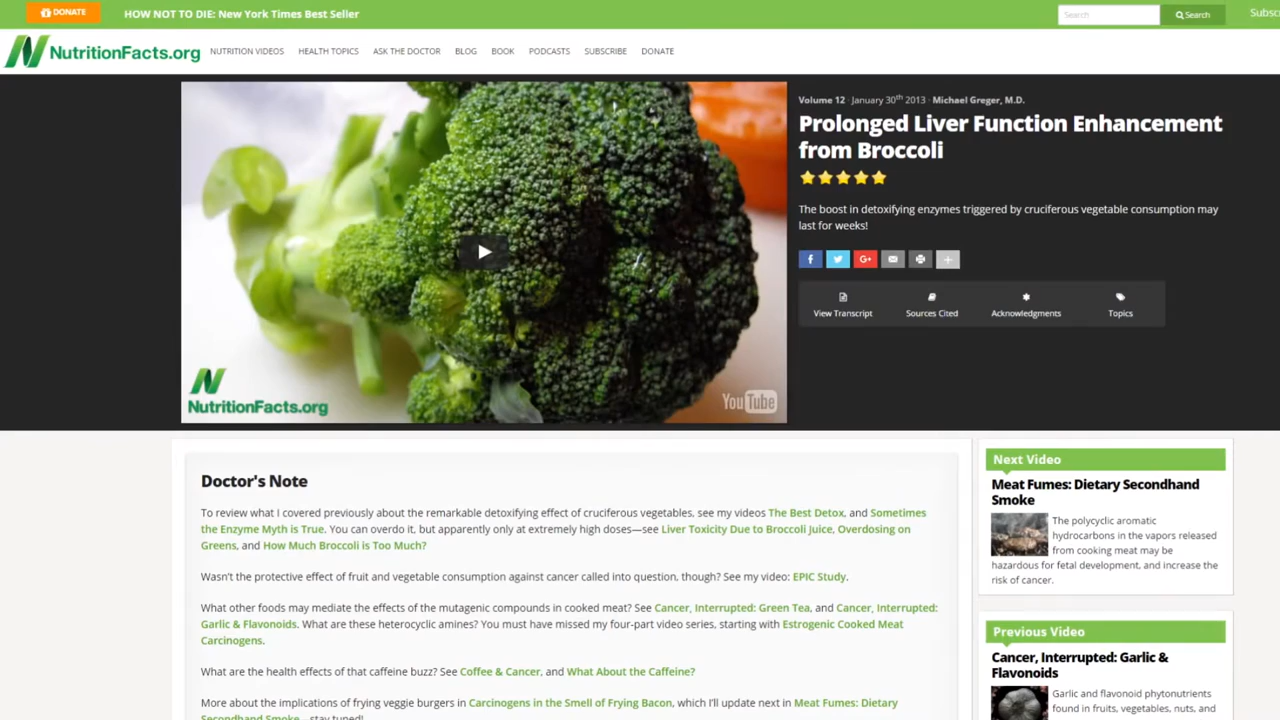 DONATE
HOW NOT TO DIE: New York Times Best Seller
Search
Search
NutritionFacts.org
NUTRITION VIDEOS
HEALTH TOPICS
ASK THE DOCTOR
BLOG
BOOK
PODCASTS
SUBSCRIBE
DONATE
NutritionFacts.org
YouTube
Volume 12 · January 30th 2013 · Michael Greger, M.D.
Prolonged Liver Function Enhancement
from Broccoli
The boost in detoxifying enzymes triggered by cruciferous vegetable consumption may
last for weeks!
View Transcript
Sources Cited
Acknowledgments
Topics
Doctor's Note
To review what I covered previously about the remarkable detoxifying effect of cruciferous vegetables, see my videos The Best Detox, and Sometimes
the Enzyme Myth is True. You can overdo it, but apparently only at extremely high doses—see Liver Toxicity Due to Broccoli Juice, Overdosing on
Greens, and How Much Broccoli is Too Much?
Wasn't the protective effect of fruit and vegetable consumption against cancer called into question, though? See my video: EPIC Study.
What other foods may mediate the effects of the mutagenic compounds in cooked meat? See Cancer, Interrupted: Green Tea, and Cancer, Interrupted:
Garlic & Flavonoids. What are these heterocyclic amines? You must have missed my four-part video series, starting with Estrogenic Cooked Meat
Carcinogens.
What are the health effects of that caffeine buzz? See Coffee & Cancer, and What About the Caffeine?
More about the implications of frying veggie burgers in Carcinogens in the Smell of Frying Bacon, which I'll update next in Meat Fumes: Dietary
Secondhand Smoke—stay tuned!
Next Video
Meat Fumes: Dietary Secondhand
Smoke
The polycyclic aromatic
hydrocarbons in the vapors released
from cooking meat may be
hazardous for fetal development, and increase the
risk of cancer.
Previous Video
Cancer, Interrupted: Garlic &
Flavonoids
Garlic and flavonoid phytonutrients
found in fruits, vegetables, nuts, and